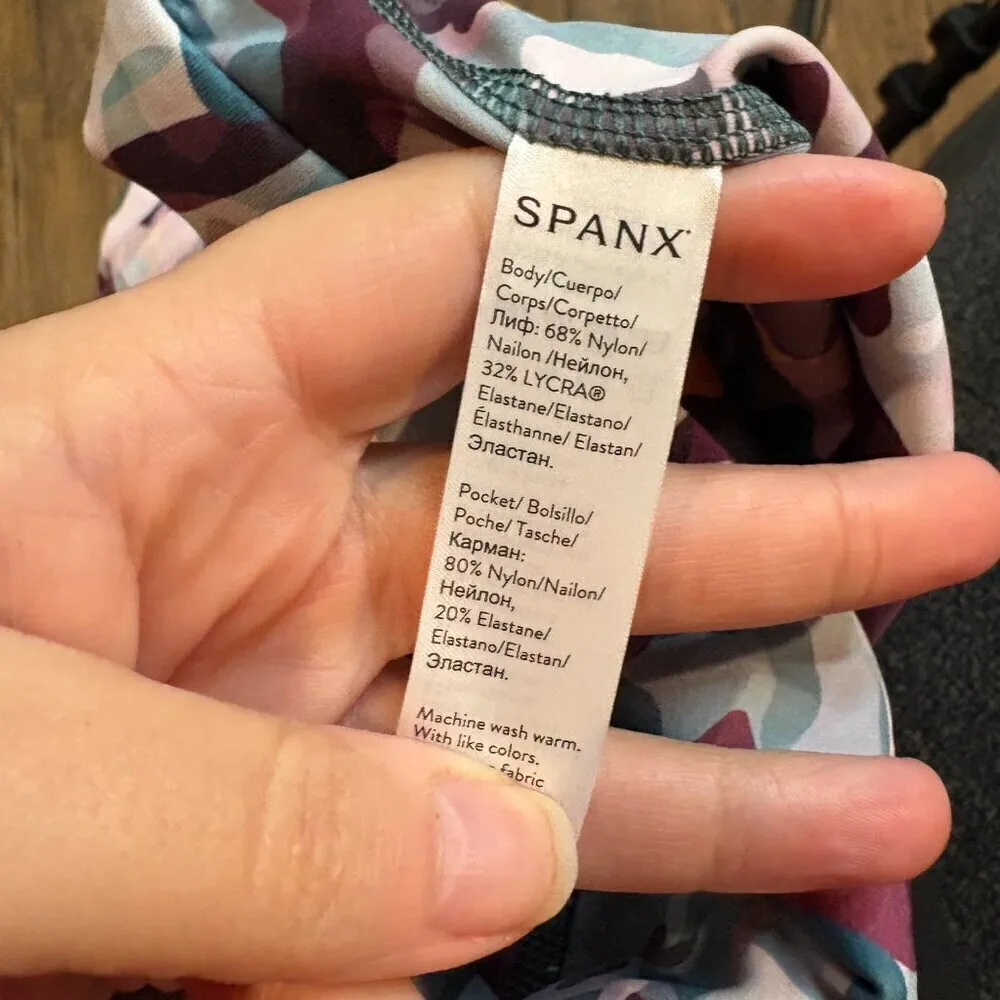 SPANX
Body/Cuerpo/
Corps/Corpetto/
Лиф: 68% Nylon/
Nailon /Нейлон,
32% LYCRA®
Elastane/Elastano/
Élasthanne/ Elastan/
Эластан.
Pocket/ Bolsillo/
Poche/ Tasche/
Карман:
80% Nylon/Nailon/
Нейлон,
20% Elastane/
Elastano/Elastan/
Эластан.
Machine wash warm.
With like colors.
fabric